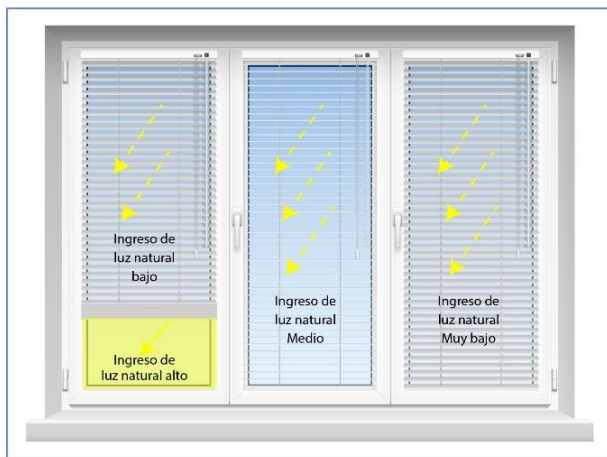 Ingreso de
luz natural
bajo
Ingreso de
luz natural alto
Ingreso de
luz natural
Medio
Ingreso de
luz natural
Muy bajo